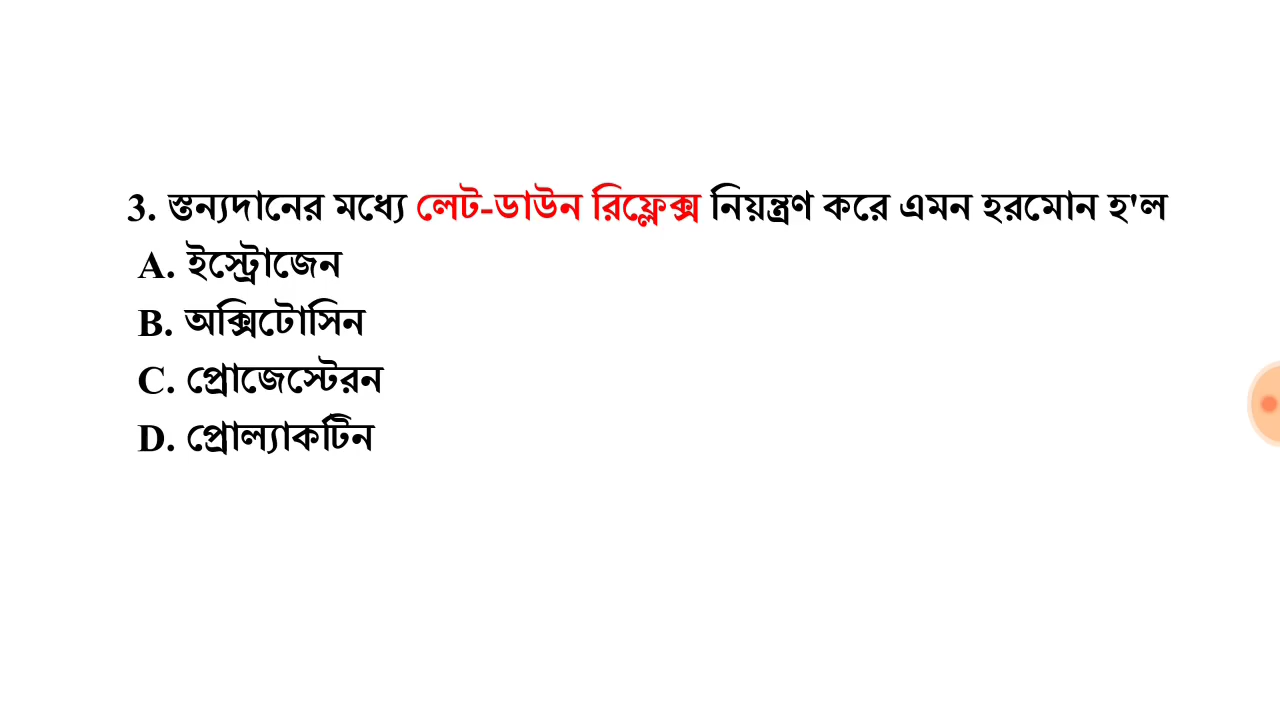 3. স্তন্যদানের মধ্যে লেট-ডাউন রিফ্লেক্স নিয়ন্ত্রণ করে এমন হরমোন হ'ল
A. ইস্ট্রোজেন
B. অক্সিটোসিন
C. প্রোজেস্টেরন
D. প্রোল্যাকটিন